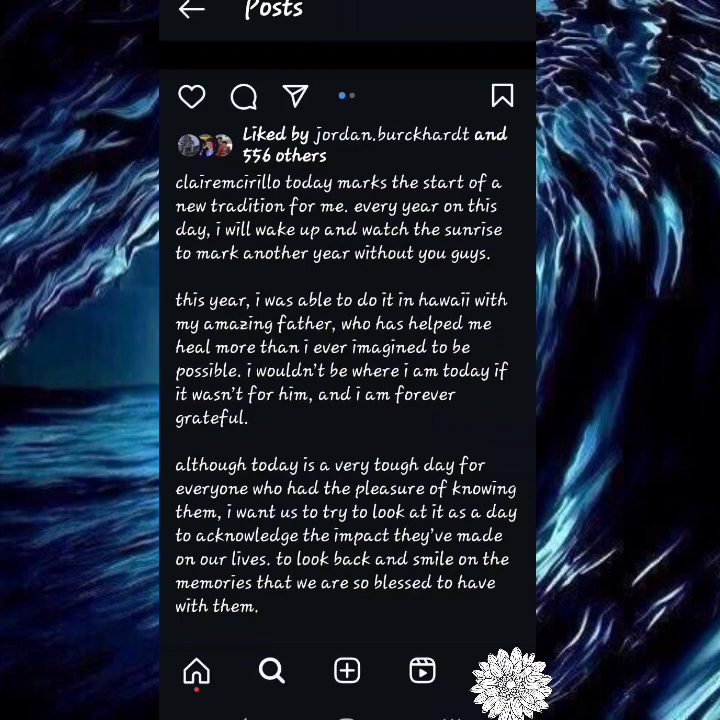 Posts
Liked by jordan.burckhardt and
556 others
clairemcirillo today marks the start of a
new tradition for me. every year on this
day, i will wake up and watch the sunrise
to mark another year without you guys.
this year, i was able to do it in hawaii with
my amazing father, who has helped me
heal more than i ever imagined to be
possible. i wouldn't be where i am today if
it wasn't for him, and i am forever
grateful.
although today is a very tough day for
everyone who had the pleasure of knowing
them, i want us to try to look at it as a day
to acknowledge the impact they've made
on our lives. to look back and smile on the
memories that we are so blessed to have
with them.